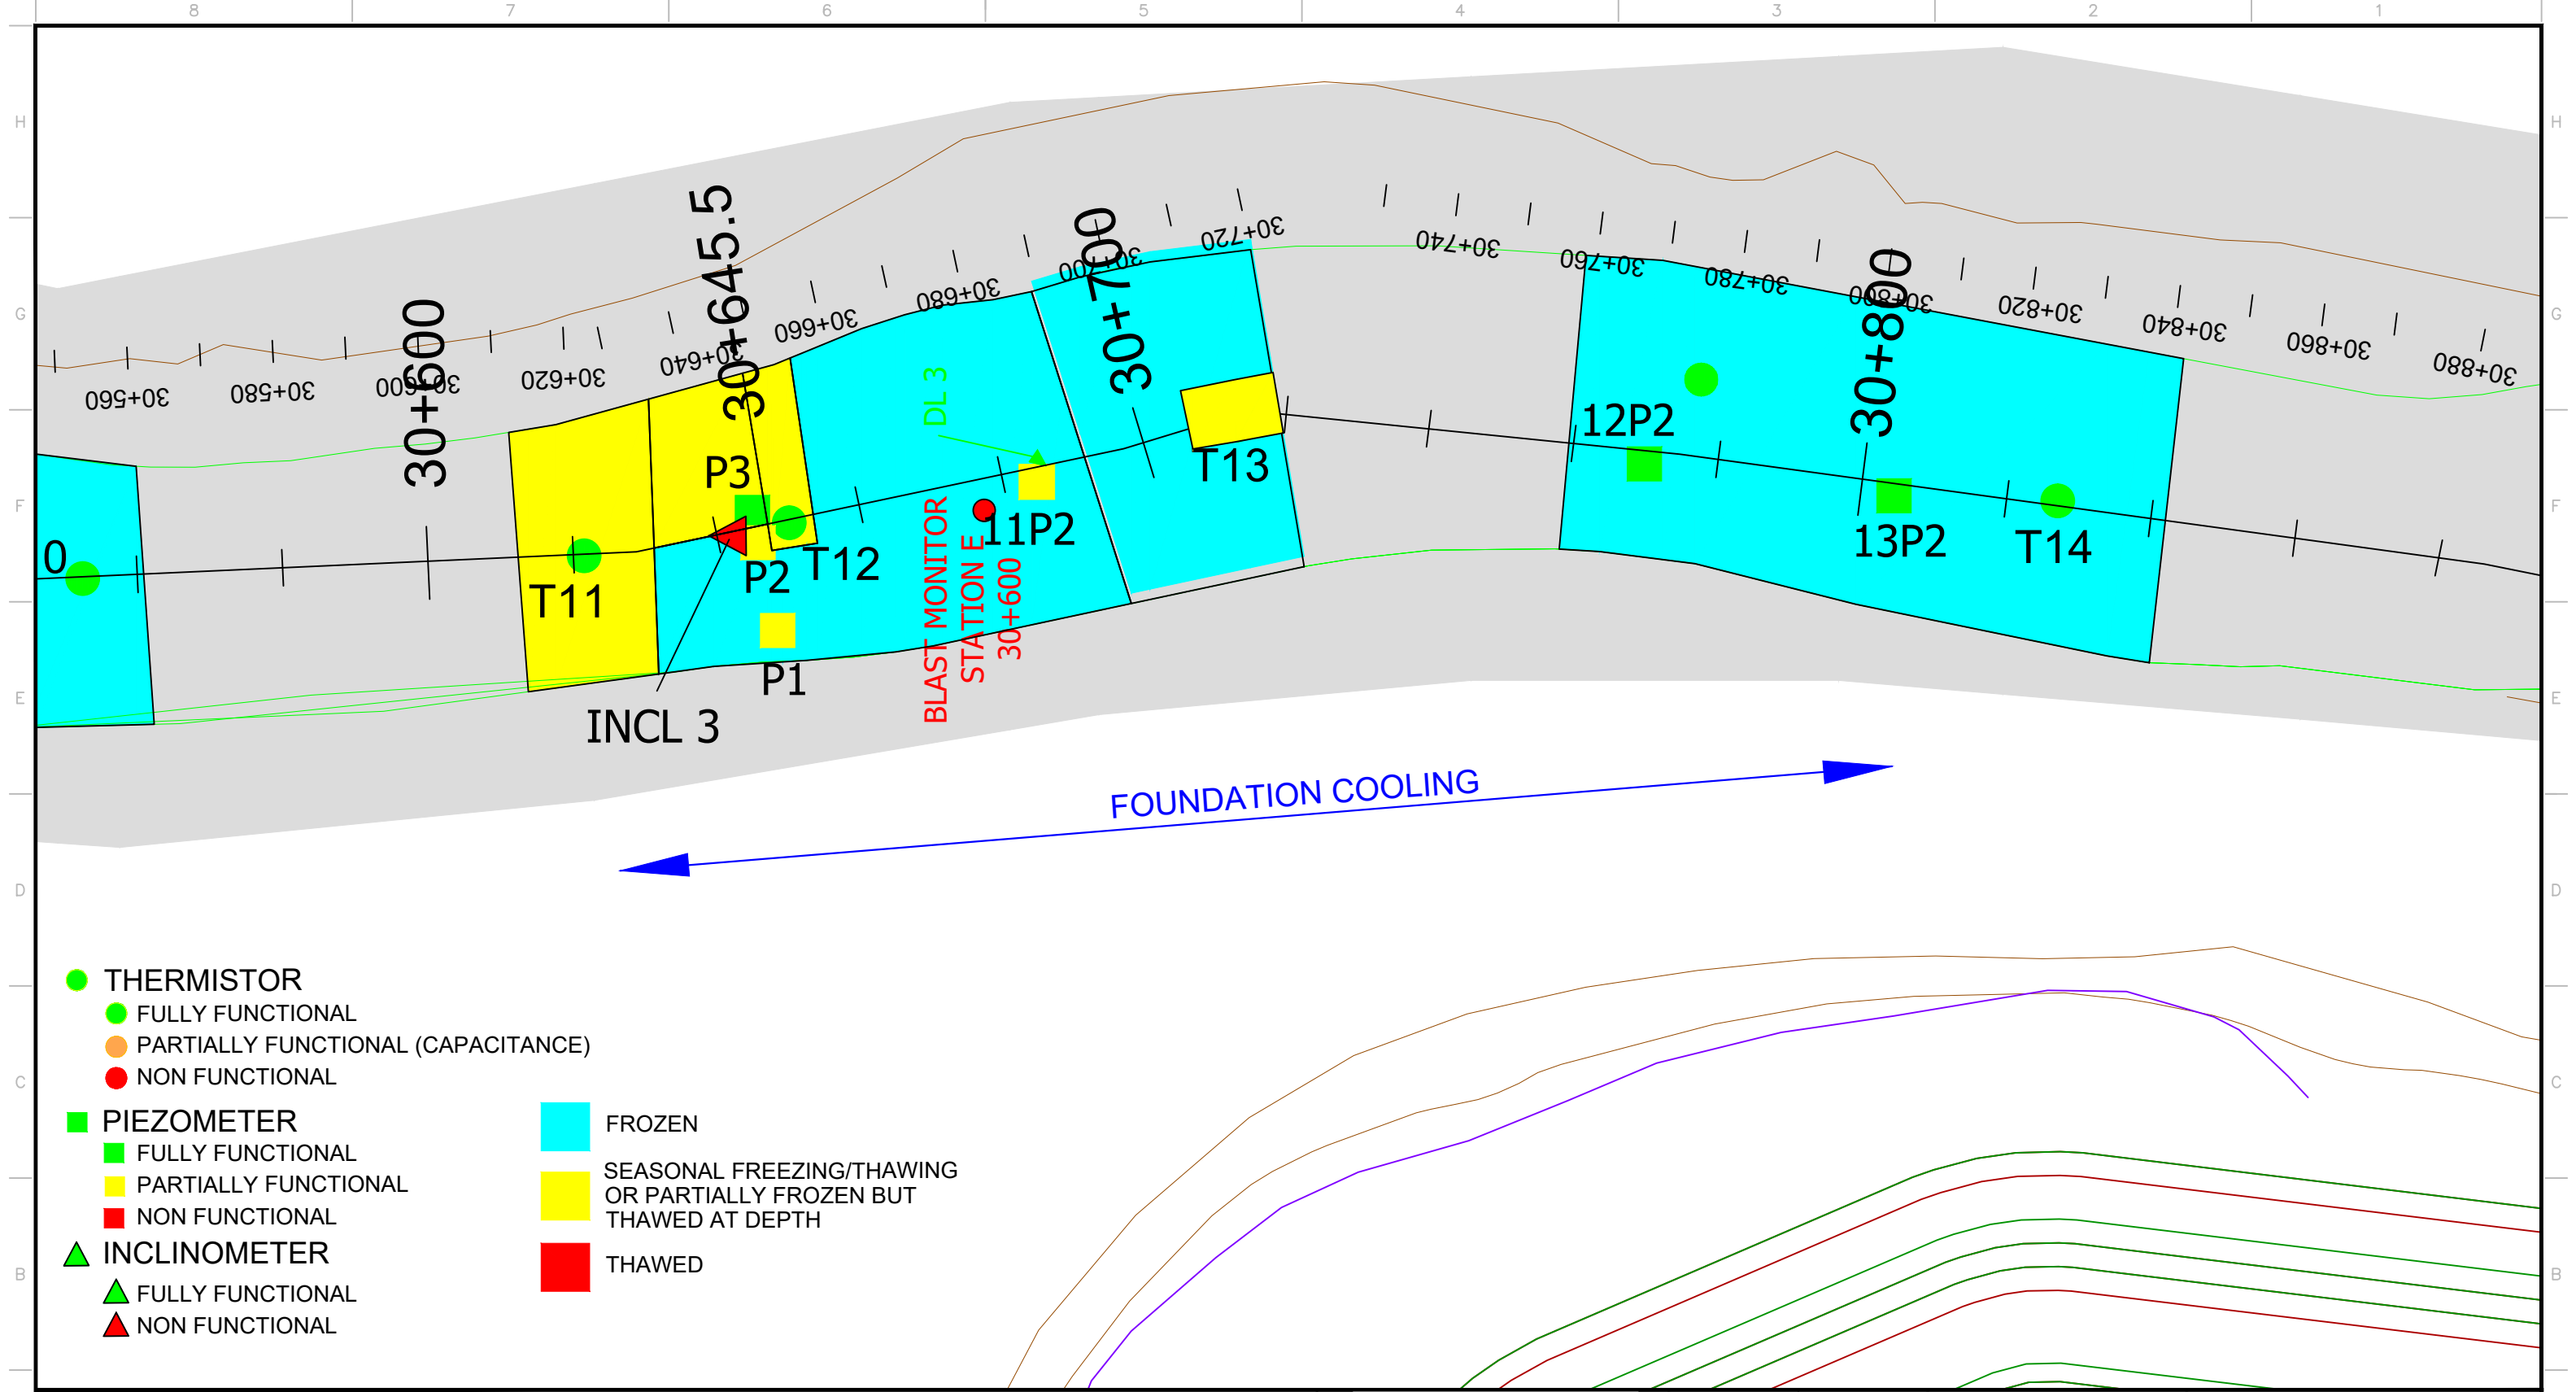 8 7 6 5 4 3 2 1
H H
G G
F F
E E
D D
C C
B B
30+560
30+580
30+600
30+620
30+640
30+660
30+680
30+700
30+720
30+740
30+760
30+780
30+800
30+820
30+840
30+860
30+880
30+600
30+645.5
30+700
30+800
0
T11
P3
P2
T12
P1
INCL 3
DL 3
11P2
BLAST MONITOR
STATION E
30+600
T13
12P2
13P2
T14
FOUNDATION COOLING
THERMISTOR
FULLY FUNCTIONAL
PARTIALLY FUNCTIONAL (CAPACITANCE)
NON FUNCTIONAL
PIEZOMETER
FULLY FUNCTIONAL
PARTIALLY FUNCTIONAL
NON FUNCTIONAL
INCLINOMETER
FULLY FUNCTIONAL
NON FUNCTIONAL
FROZEN
SEASONAL FREEZING/THAWING
OR PARTIALLY FROZEN BUT
THAWED AT DEPTH
THAWED